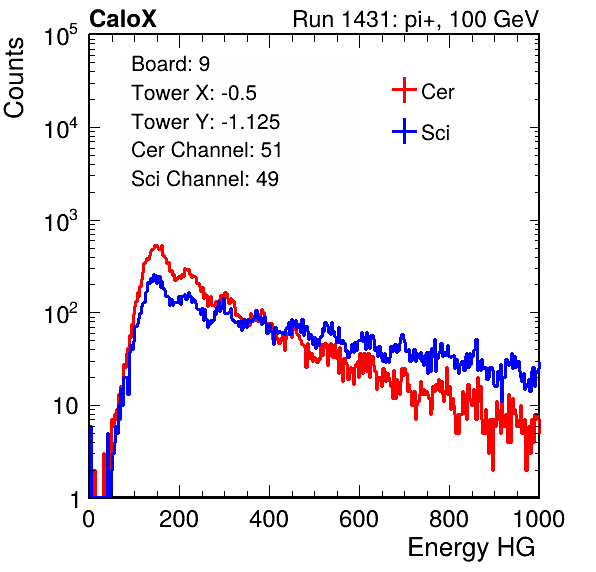 CaloX Run 1431: pi+, 100 GeV
Board: 9
Tower X: -0.5
Tower Y: -1.125
Cer Channel: 51
Sci Channel: 49
Cer
Sci
Counts
10^5
10^4
10^3
10^2
10
1
0 200 400 600 800 1000
Energy HG